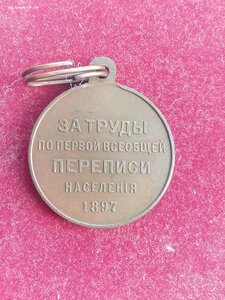 ЗА ТРУДЫ
ПО ПЕРВОЙ ВСЕОБЩЕЙ
ПЕРЕПИСИ
НАСЕЛЕНІЯ
1897